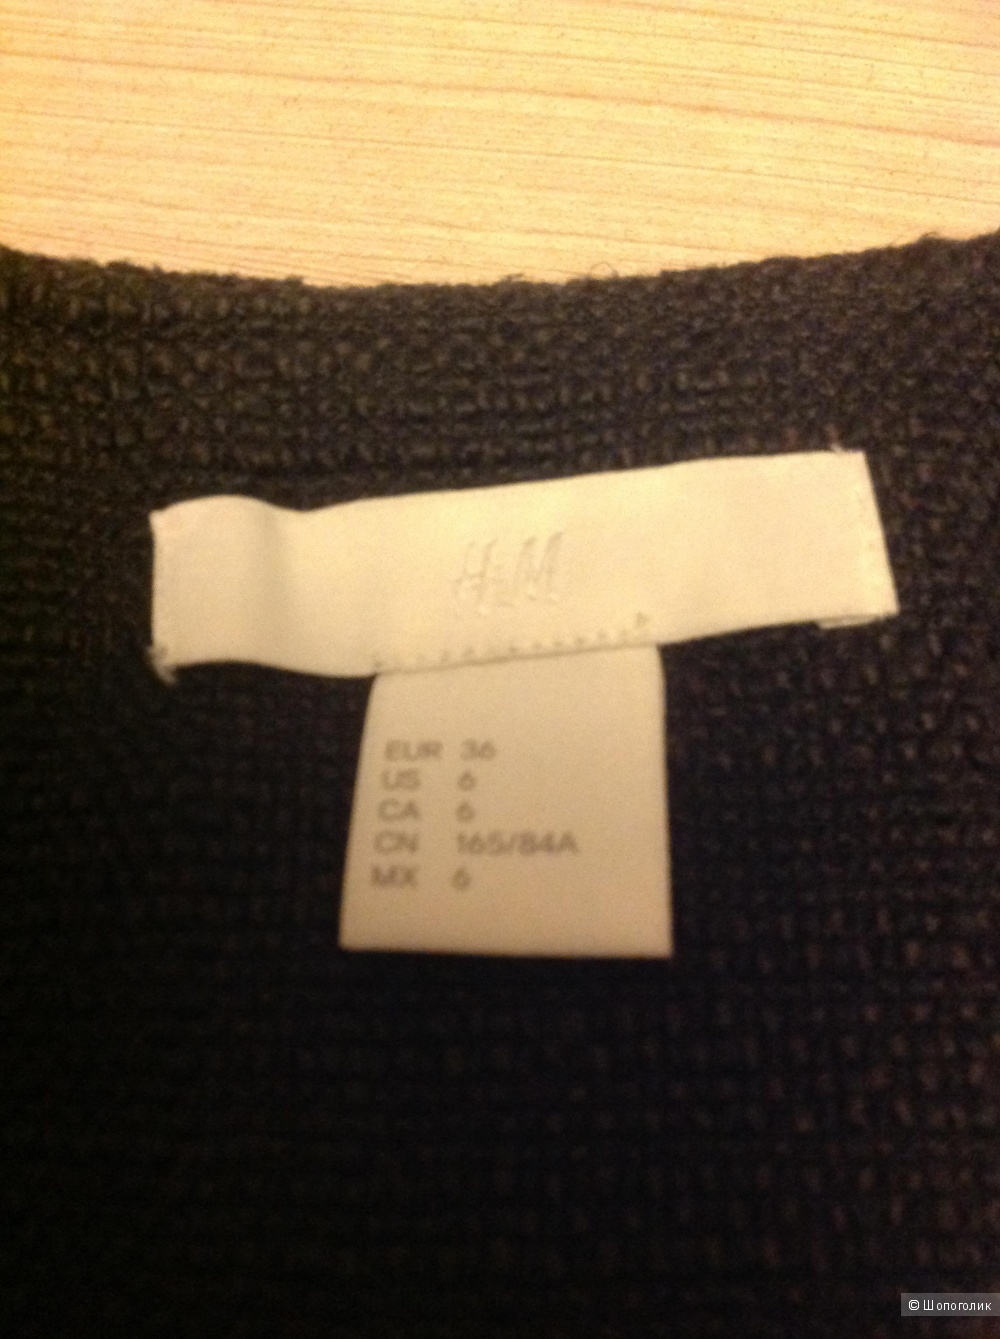 H&M
EUR 36
US 6
CA 6
CN 165/84A
MX 6
© Шопоголик